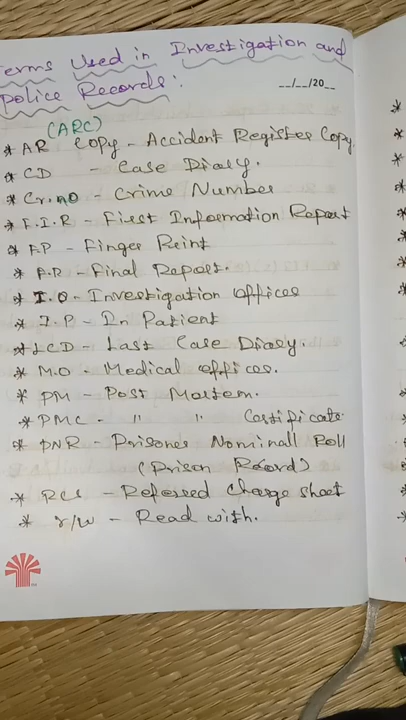 erms Used in Investigation and
police Records:
__/__/20__
(ARC)
* AR Copy - Accident Register Copy
* CD - Case Diary.
* Cr.no - Crime Number
* F.I.R - First Information Report
* F.P - Finger Print
* F.R - Final Report.
* I.O - Investigation Officer
* I.P - In Patient
* LCD - Last Case Diary.
* M.O - Medical officer.
* PM - Post Mortem.
* PMC - " " Certificate
* PNR - Prisoner Nominall Roll
(Prison Record)
* RCS - Referred Charge sheet
* r/w - Read with.